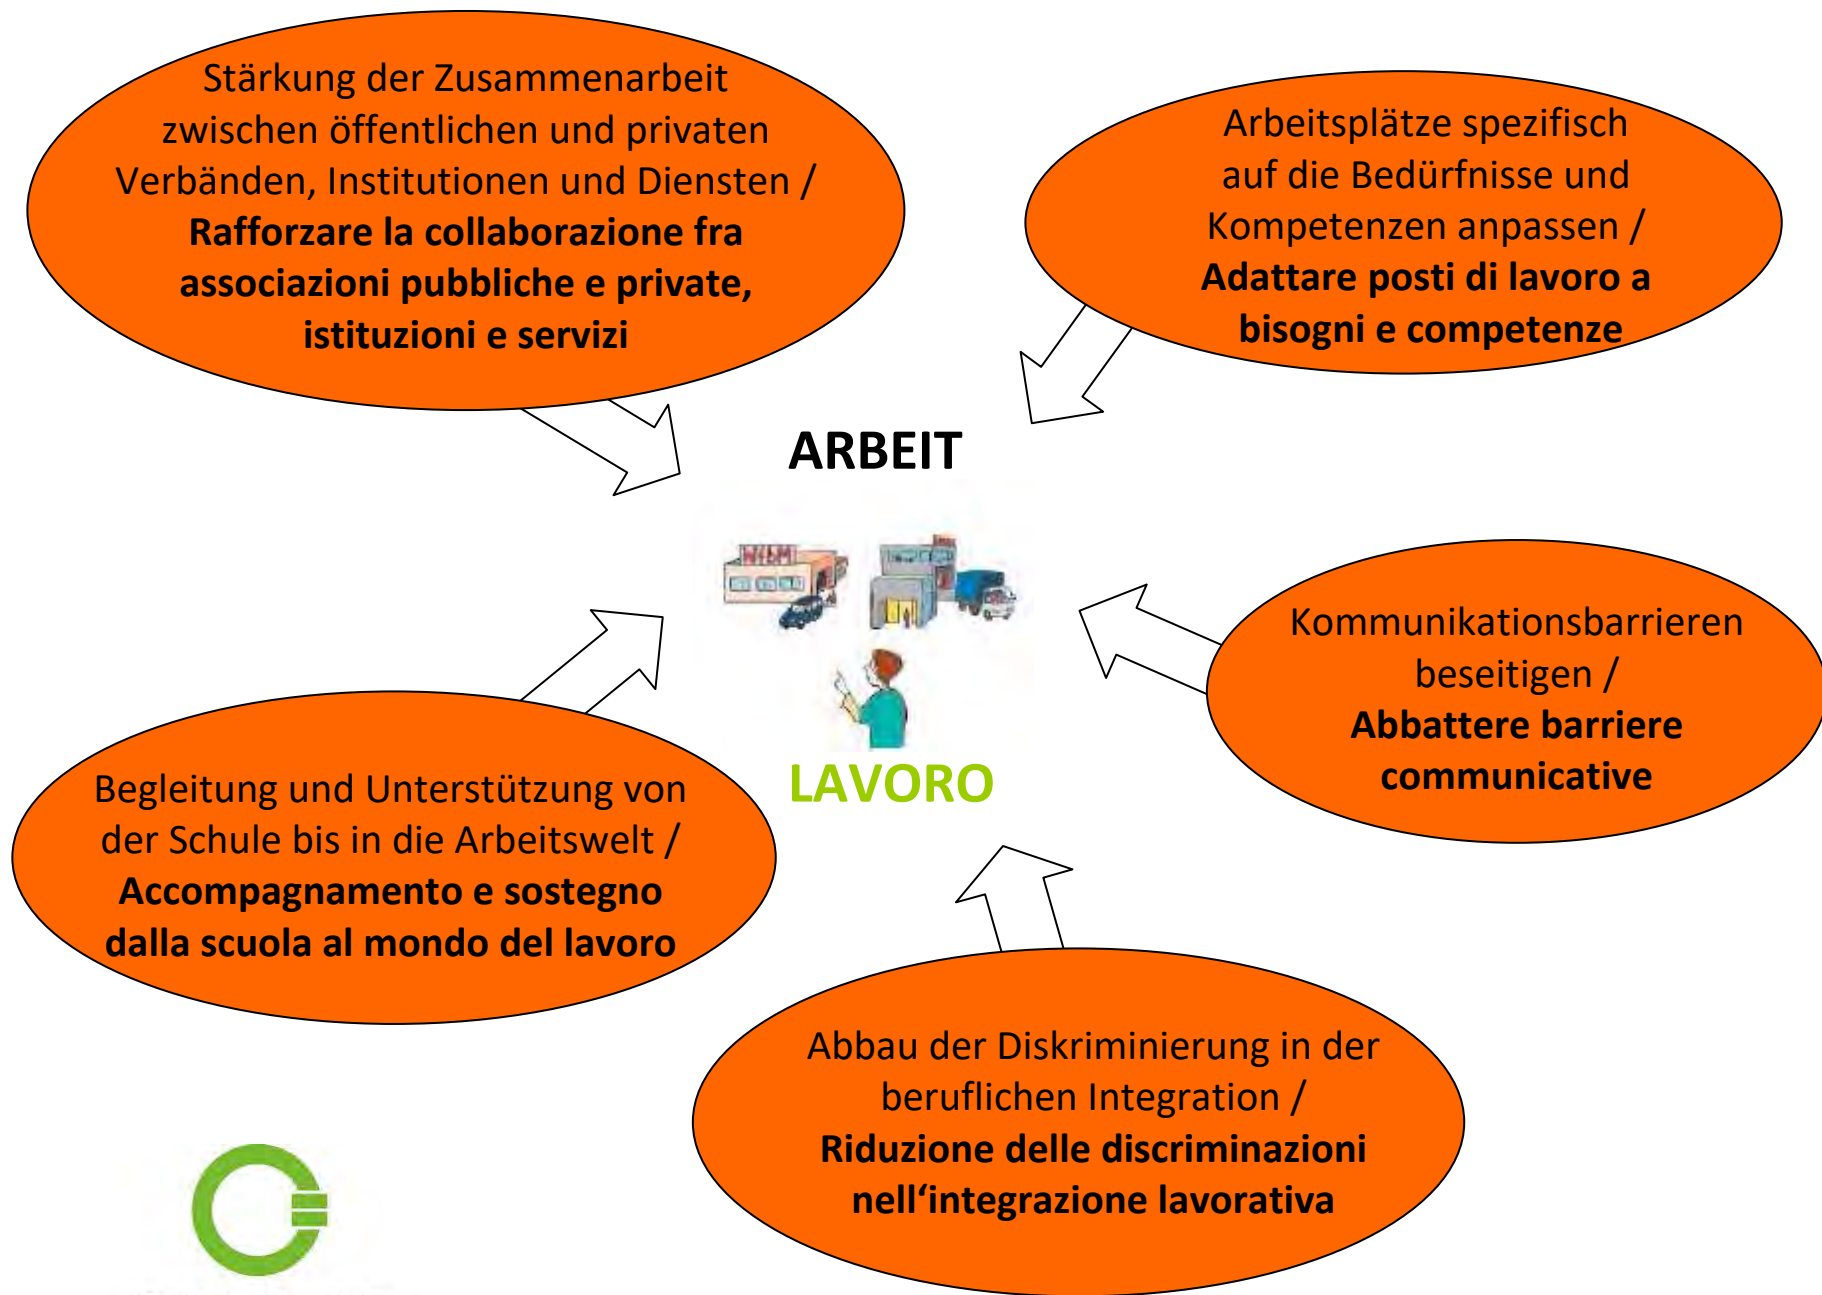 Stärkung der Zusammenarbeit
zwischen öffentlichen und privaten
Verbänden, Institutionen und Diensten /
Rafforzare la collaborazione fra
associazioni pubbliche e private,
istituzioni e servizi
Arbeitsplätze spezifisch
auf die Bedürfnisse und
Kompetenzen anpassen /
Adattare posti di lavoro a
bisogni e competenze
ARBEIT
LAVORO
Kommunikationsbarrieren
beseitigen /
Abbattere barriere
communicative
Begleitung und Unterstützung von
der Schule bis in die Arbeitswelt /
Accompagnamento e sostegno
dalla scuola al mondo del lavoro
Abbau der Diskriminierung in der
beruflichen Integration /
Riduzione delle discriminazioni
nell‘integrazione lavorativa